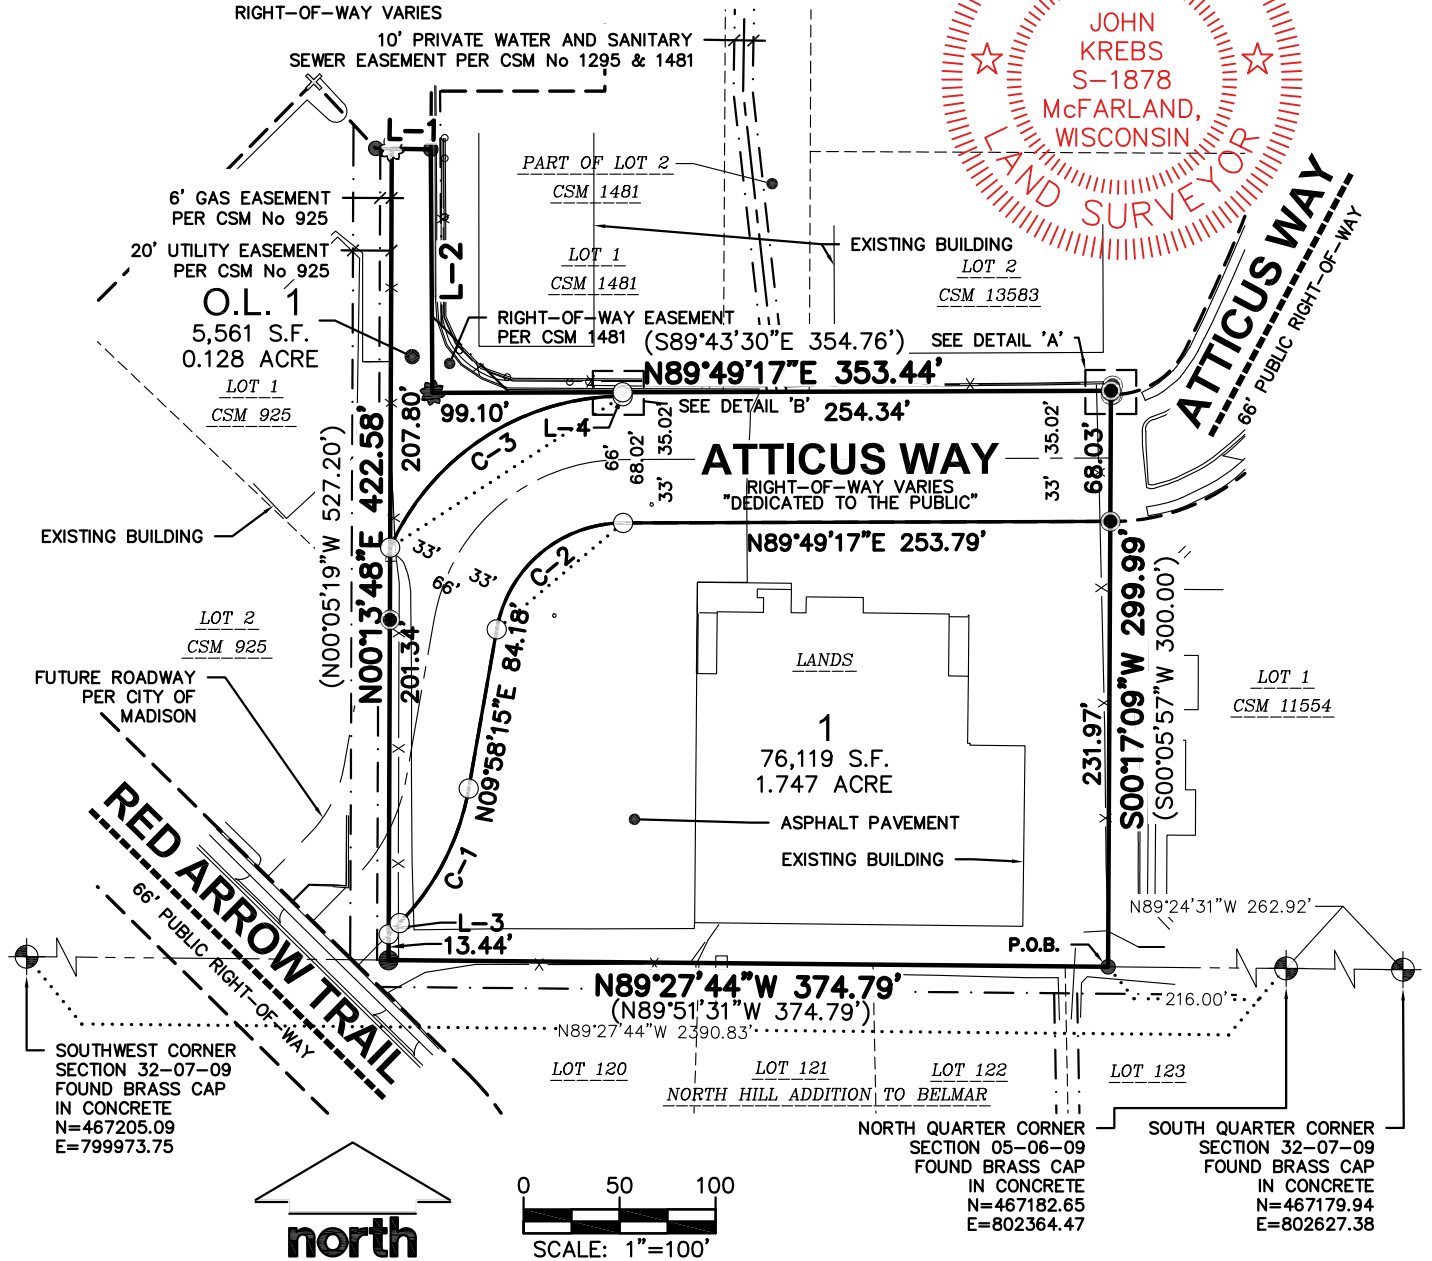 RIGHT-OF-WAY VARIES
10' PRIVATE WATER AND SANITARY
SEWER EASEMENT PER CSM No 1295 & 1481
JOHN
KREBS
S-1878
McFARLAND,
WISCONSIN
LAND SURVEYOR
L-1
PART OF LOT 2
CSM 1481
6' GAS EASEMENT
PER CSM No 925
20' UTILITY EASEMENT
PER CSM No 925
L-2
LOT 1
CSM 1481
EXISTING BUILDING
LOT 2
CSM 13583
ATTICUS WAY
66' PUBLIC RIGHT-OF-WAY
O.L. 1
5,561 S.F.
0.128 ACRE
LOT 1
CSM 925
RIGHT-OF-WAY EASEMENT
PER CSM 1481
(S89°43'30"E 354.76')
SEE DETAIL 'A'
N89°49'17"E 353.44'
99.10'
SEE DETAIL 'B'
254.34'
L-4
C-3
207.80'
N00°13'48"E 422.58'
(N00°05'19"W 527.20')
66'
68.02'
35.02'
33'
ATTICUS WAY
RIGHT-OF-WAY VARIES
"DEDICATED TO THE PUBLIC"
35.02'
33'
68.03'
EXISTING BUILDING
33'
66'
33'
C-2
N89°49'17"E 253.79'
N09°58'15"E 84.18'
201.34'
LOT 2
CSM 925
LANDS
S00°17'09"W 299.99'
(S00°05'57"W 300.00')
231.97'
LOT 1
CSM 11554
FUTURE ROADWAY
PER CITY OF
MADISON
1
76,119 S.F.
1.747 ACRE
ASPHALT PAVEMENT
EXISTING BUILDING
C-1
RED ARROW TRAIL
66' PUBLIC RIGHT-OF-WAY
L-3
13.44'
P.O.B.
N89°24'31"W 262.92'
N89°27'44"W 374.79'
(N89°51'31"W 374.79')
216.00'
N89°27'44"W 2390.83'
SOUTHWEST CORNER
SECTION 32-07-09
FOUND BRASS CAP
IN CONCRETE
N=467205.09
E=799973.75
LOT 120
LOT 121
LOT 122
LOT 123
NORTH HILL ADDITION TO BELMAR
NORTH QUARTER CORNER
SECTION 05-06-09
FOUND BRASS CAP
IN CONCRETE
N=467182.65
E=802364.47
SOUTH QUARTER CORNER
SECTION 32-07-09
FOUND BRASS CAP
IN CONCRETE
N=467179.94
E=802627.38
north
0 50 100
SCALE: 1"=100'